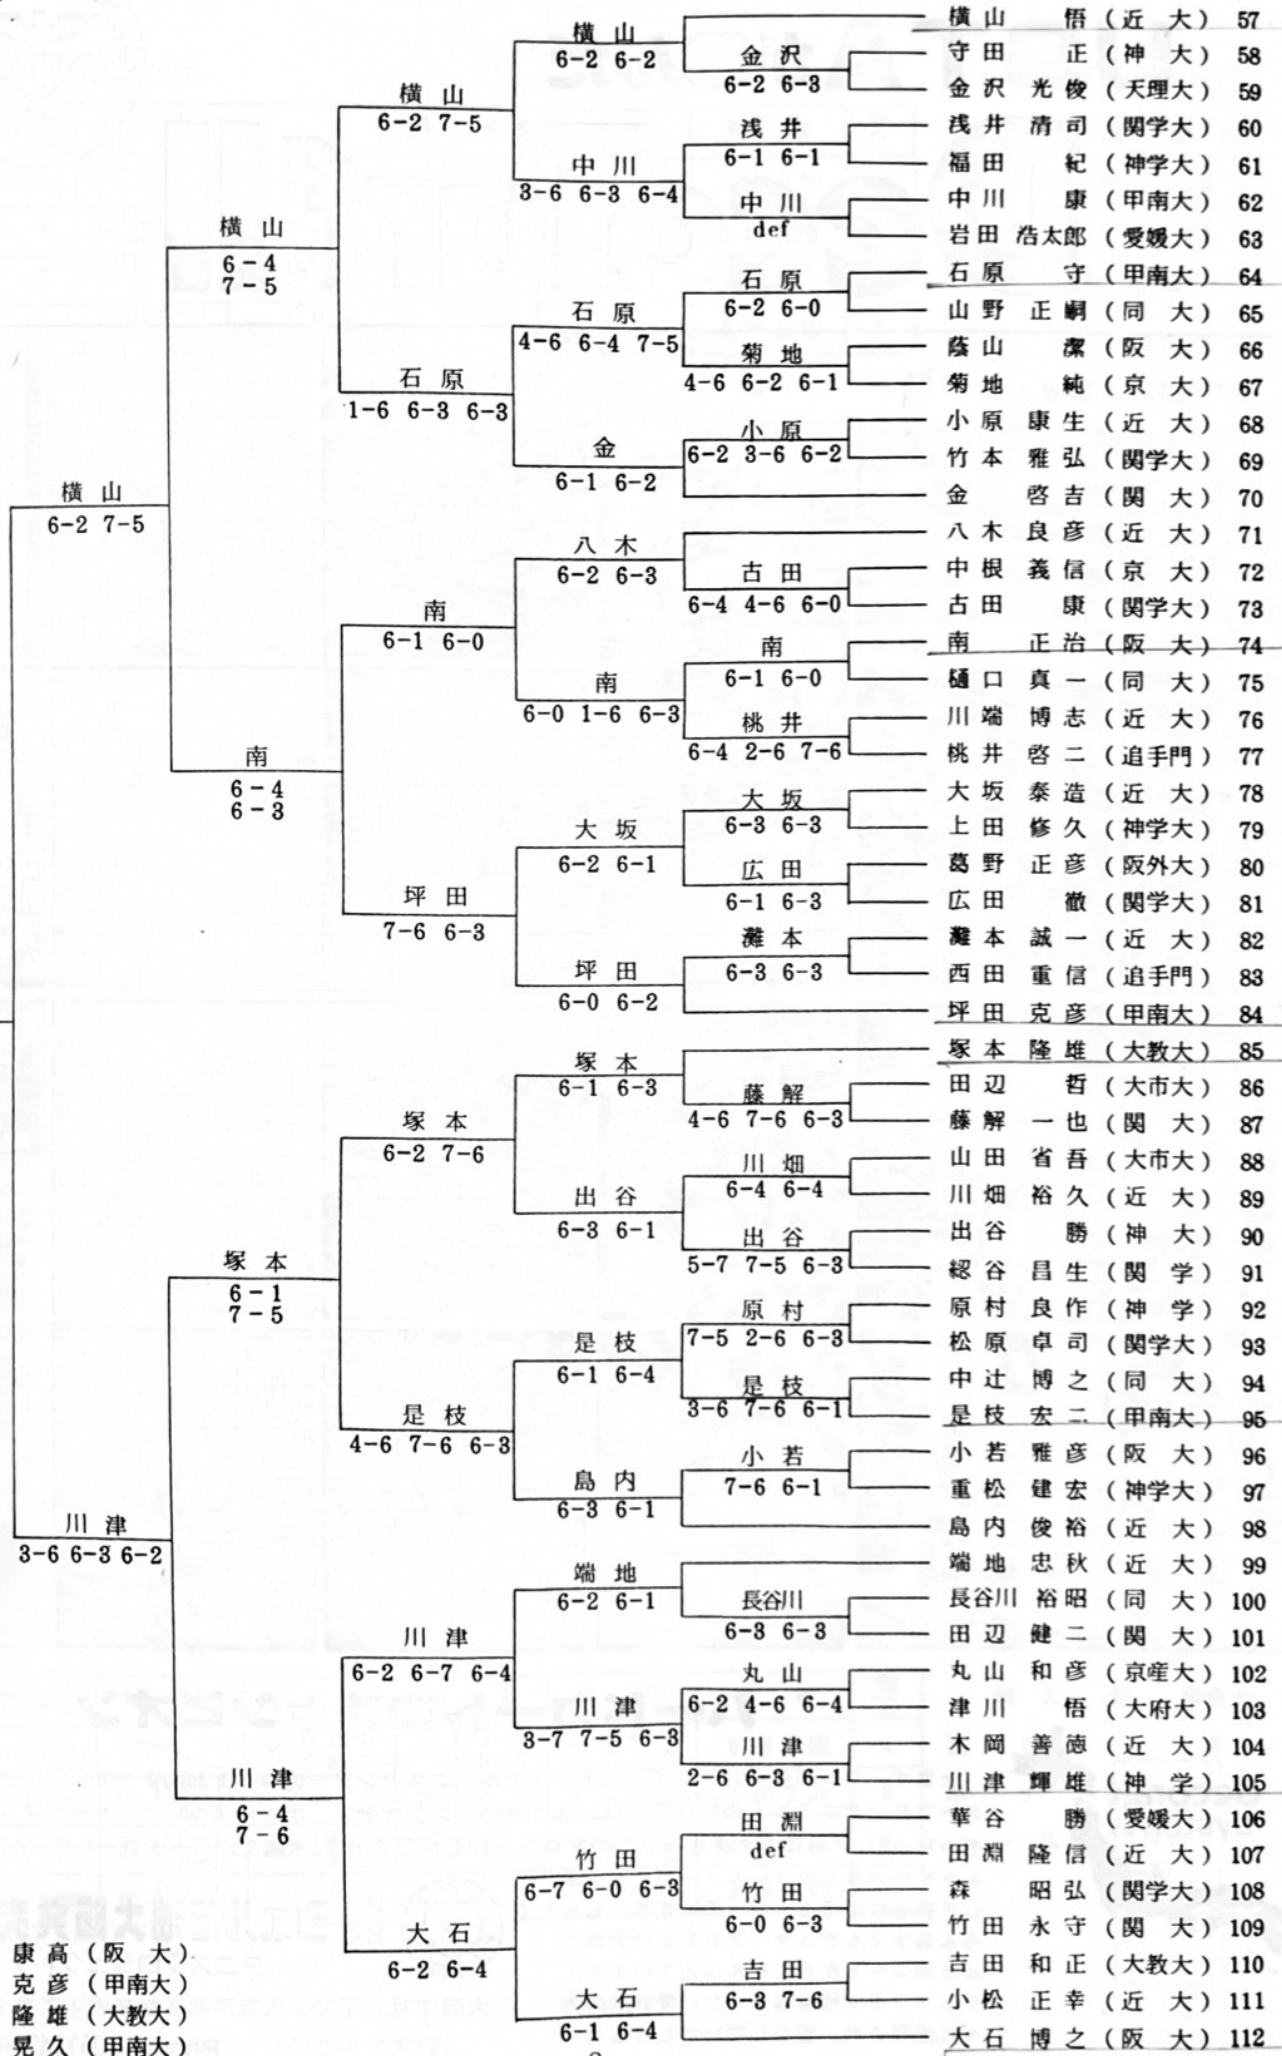 横山 悟 (近 大) 57
守田 正 (神 大) 58
金沢 光俊 (天理大) 59
浅井 清司 (関学大) 60
福田 紀 (神学大) 61
中川 康 (甲南大) 62
岩田 浩太郎 (愛媛大) 63
石原 守 (甲南大) 64
山野 正嗣 (同 大) 65
蔭山 潔 (阪 大) 66
菊地 純 (京 大) 67
小原 康生 (近 大) 68
竹本 雅弘 (関学大) 69
金 啓吉 (関 大) 70
八木 良彦 (近 大) 71
中根 義信 (京 大) 72
古田 康 (関学大) 73
南 正治 (阪 大) 74
樋口 真一 (同 大) 75
川端 博志 (近 大) 76
桃井 啓二 (追手門) 77
大坂 泰造 (近 大) 78
上田 修久 (神学大) 79
葛野 正彦 (阪外大) 80
広田 徹 (関学大) 81
灘本 誠一 (近 大) 82
西田 重信 (追手門) 83
坪田 克彦 (甲南大) 84
塚本 隆雄 (大教大) 85
田辺 哲 (大市大) 86
藤解 一也 (関 大) 87
山田 省吾 (大市大) 88
川畑 裕久 (近 大) 89
出谷 勝 (神 大) 90
総谷 昌生 (関 学) 91
原村 良作 (神 学) 92
松原 卓司 (関学大) 93
中辻 博之 (同 大) 94
是枝 宏二 (甲南大) 95
小若 雅彦 (阪 大) 96
重松 健宏 (神学大) 97
島内 俊裕 (近 大) 98
端地 忠秋 (近 大) 99
長谷川 裕昭 (同 大) 100
田辺 健二 (関 大) 101
丸山 和彦 (京産大) 102
津川 悟 (大府大) 103
木岡 善徳 (近 大) 104
川津 輝雄 (神 学) 105
華谷 勝 (愛媛大) 106
田淵 隆信 (近 大) 107
森 昭弘 (関学大) 108
竹田 永守 (関 大) 109
吉田 和正 (大教大) 110
小松 正幸 (近 大) 111
大石 博之 (阪 大) 112
金沢
6-2 6-3
浅井
6-1 6-1
中川
def
石原
6-2 6-0
菊地
4-6 6-2 6-1
小原
6-2 3-6 6-2
古田
6-4 4-6 6-0
南
6-1 6-0
桃井
6-4 2-6 7-6
大坂
6-3 6-3
広田
6-1 6-3
灘本
6-3 6-3
藤解
4-6 7-6 6-3
川畑
6-4 6-4
出谷
5-7 7-5 6-3
原村
7-5 2-6 6-3
是枝
3-6 7-6 6-1
小若
7-6 6-1
長谷川
6-3 6-3
丸山
6-2 4-6 6-4
川津
2-6 6-3 6-1
田淵
def
竹田
6-0 6-3
吉田
6-3 7-6
横山
6-2 6-2
中川
3-6 6-3 6-4
石原
4-6 6-4 7-5
金
6-1 6-2
八木
6-2 6-3
南
6-0 1-6 6-3
大坂
6-2 6-1
坪田
6-0 6-2
塚本
6-1 6-3
出谷
6-3 6-1
是枝
6-1 6-4
島内
6-3 6-1
端地
6-2 6-1
川津
3-7 7-5 6-3
竹田
6-7 6-0 6-3
大石
6-1 6-4
横山
6-2 7-5
石原
1-6 6-3 6-3
南
6-1 6-0
坪田
7-6 6-3
塚本
6-2 7-6
是枝
4-6 7-6 6-3
川津
6-2 6-7 6-4
大石
6-2 6-4
横山
6-4
7-5
南
6-4
6-3
塚本
6-1
7-5
川津
6-4
7-6
横山
6-2 7-5
川津
3-6 6-3 6-2
康高 (阪 大)
克彦 (甲南大)
隆雄 (大教大)
晃久 (甲南大)